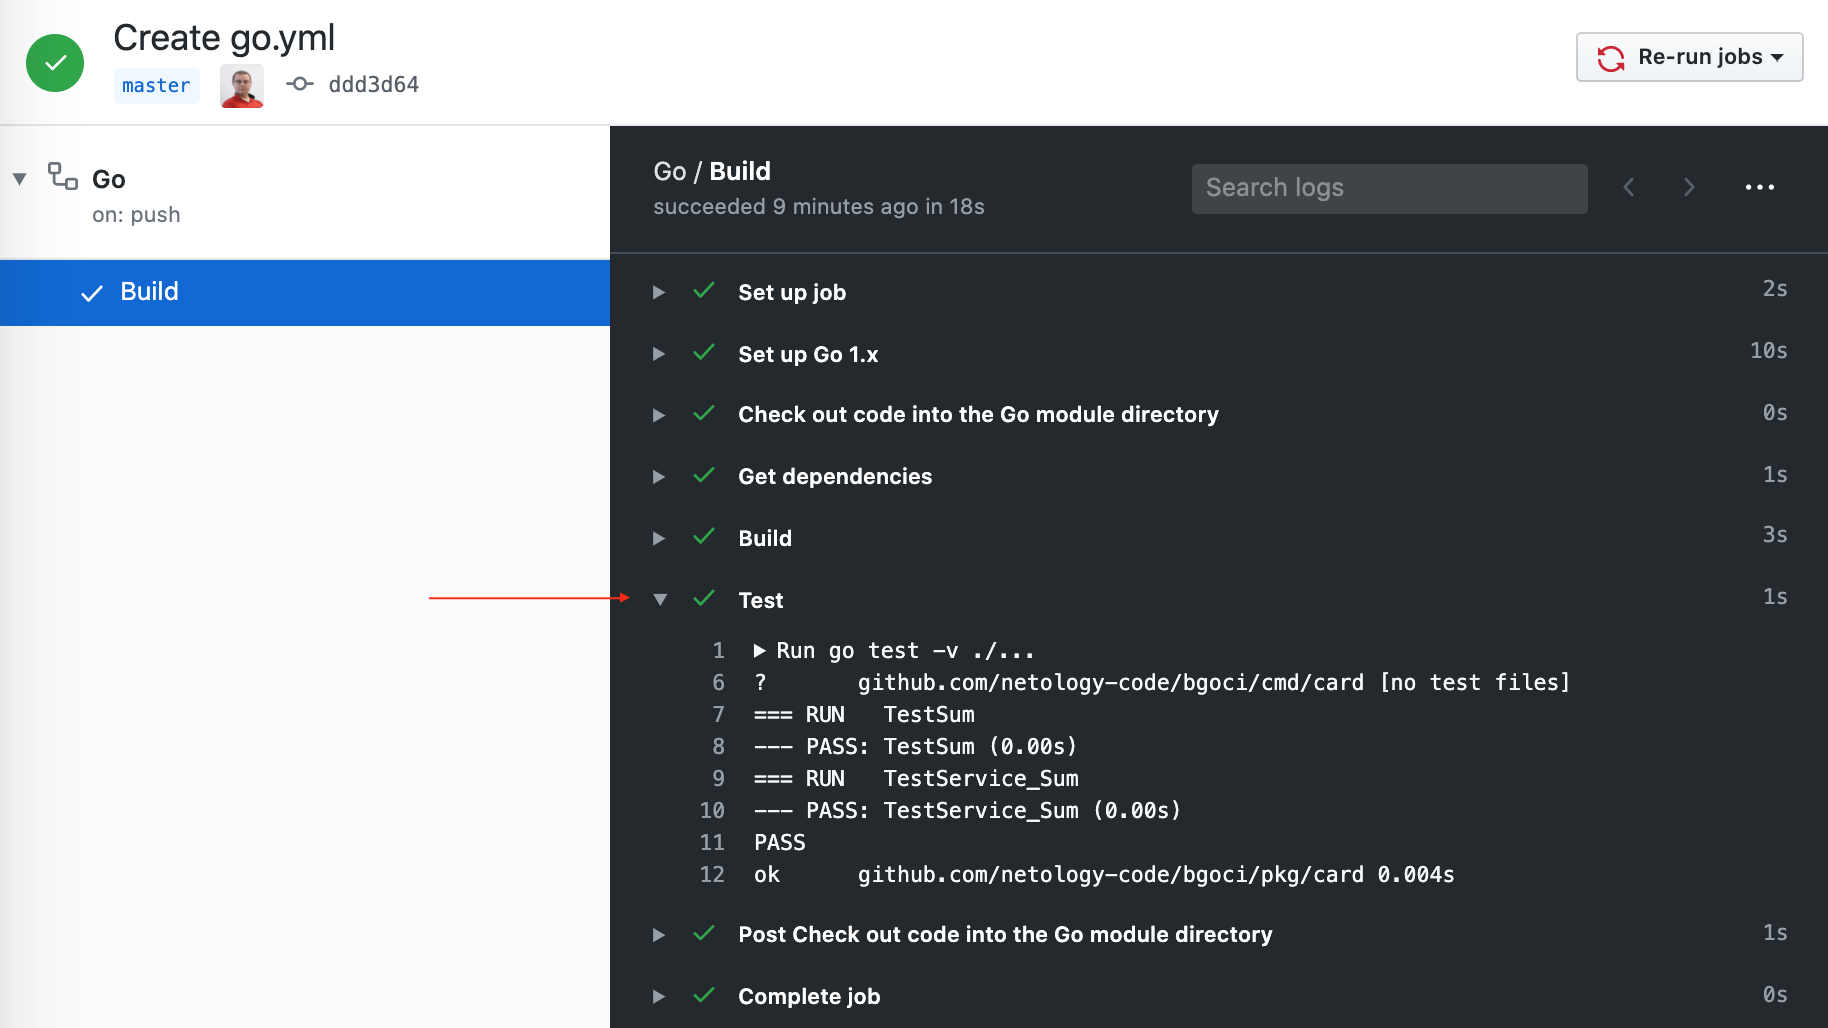 Create go.yml
master ddd3d64
Re-run jobs
Go
on: push
Build
Go / Build
succeeded 9 minutes ago in 18s
Search logs
Set up job 2s
Set up Go 1.x 10s
Check out code into the Go module directory 0s
Get dependencies 1s
Build 3s
Test 1s
1 Run go test -v ./...
6 ? github.com/netology-code/bgoci/cmd/card [no test files]
7 === RUN TestSum
8 --- PASS: TestSum (0.00s)
9 === RUN TestService_Sum
10 --- PASS: TestService_Sum (0.00s)
11 PASS
12 ok github.com/netology-code/bgoci/pkg/card 0.004s
Post Check out code into the Go module directory 1s
Complete job 0s